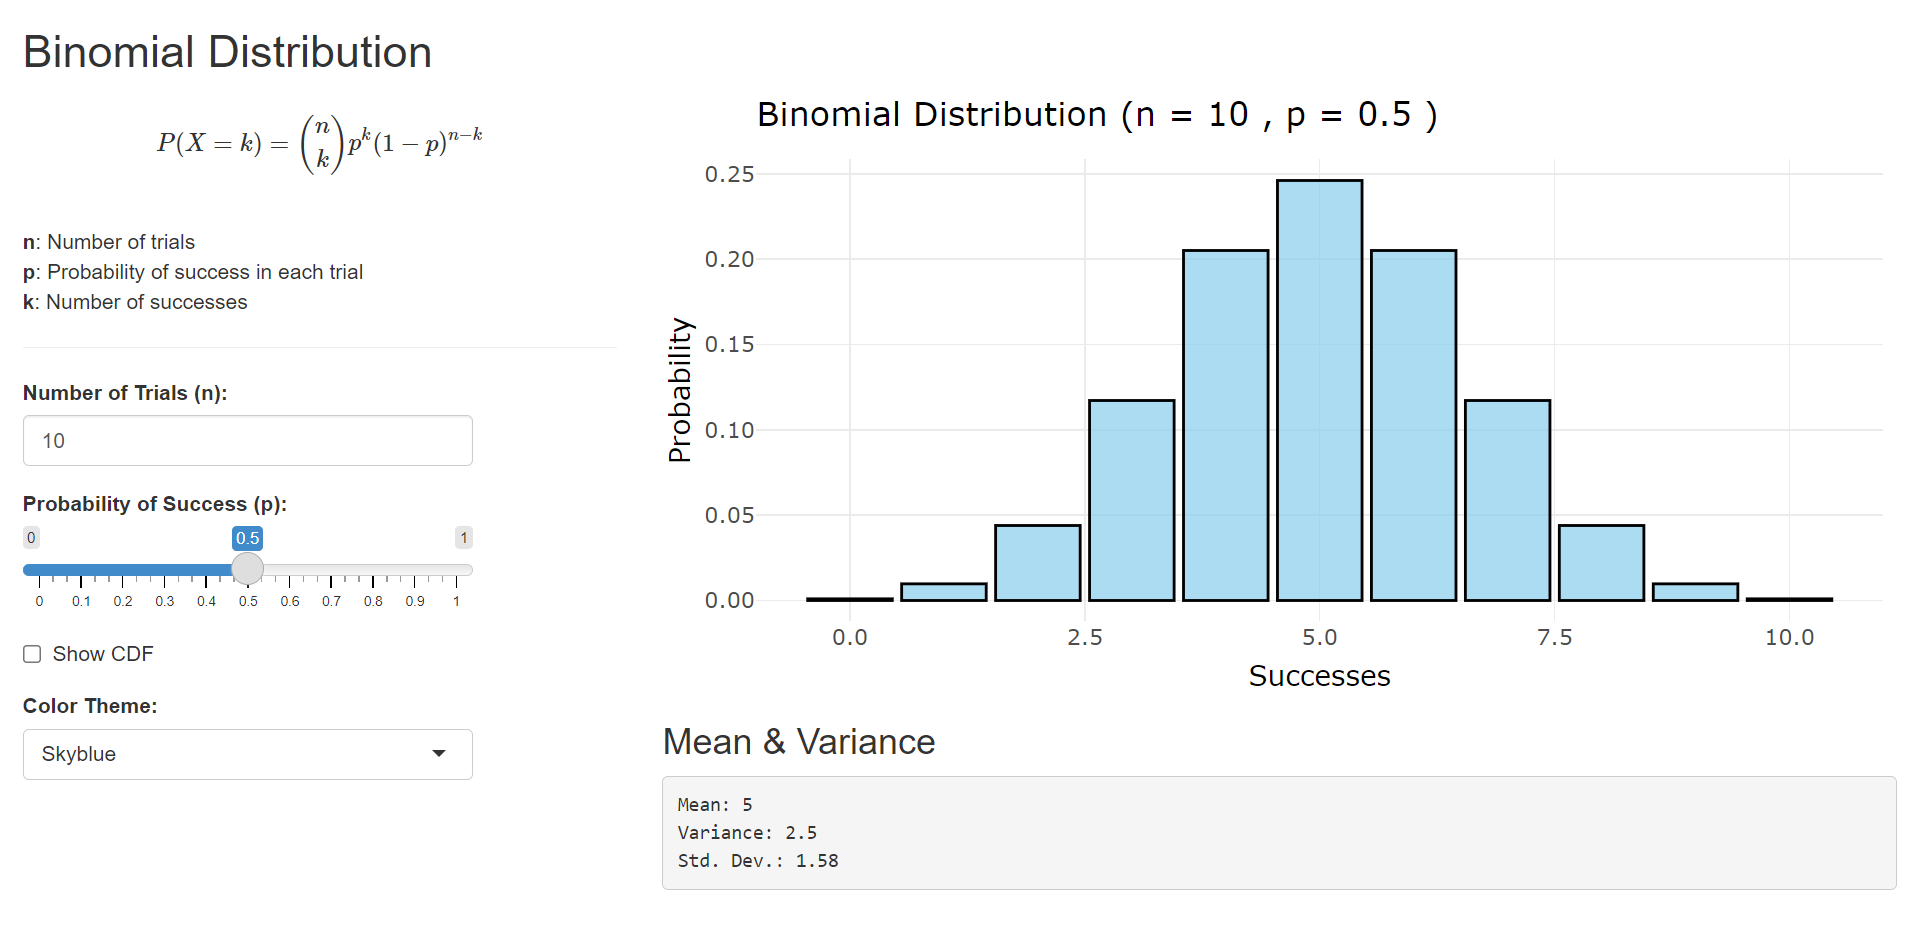 Binomial Distribution
P(X = k) = (n k) p^k (1 − p)^{n−k}
n: Number of trials
p: Probability of success in each trial
k: Number of successes
Number of Trials (n):
10
Probability of Success (p):
0 0.5 1
0 0.1 0.2 0.3 0.4 0.5 0.6 0.7 0.8 0.9 1
Show CDF
Color Theme:
Skyblue
Binomial Distribution (n = 10 , p = 0.5 )
Probability
0.25
0.20
0.15
0.10
0.05
0.00
0.0 2.5 5.0 7.5 10.0
Successes
Mean & Variance
Mean: 5
Variance: 2.5
Std. Dev.: 1.58